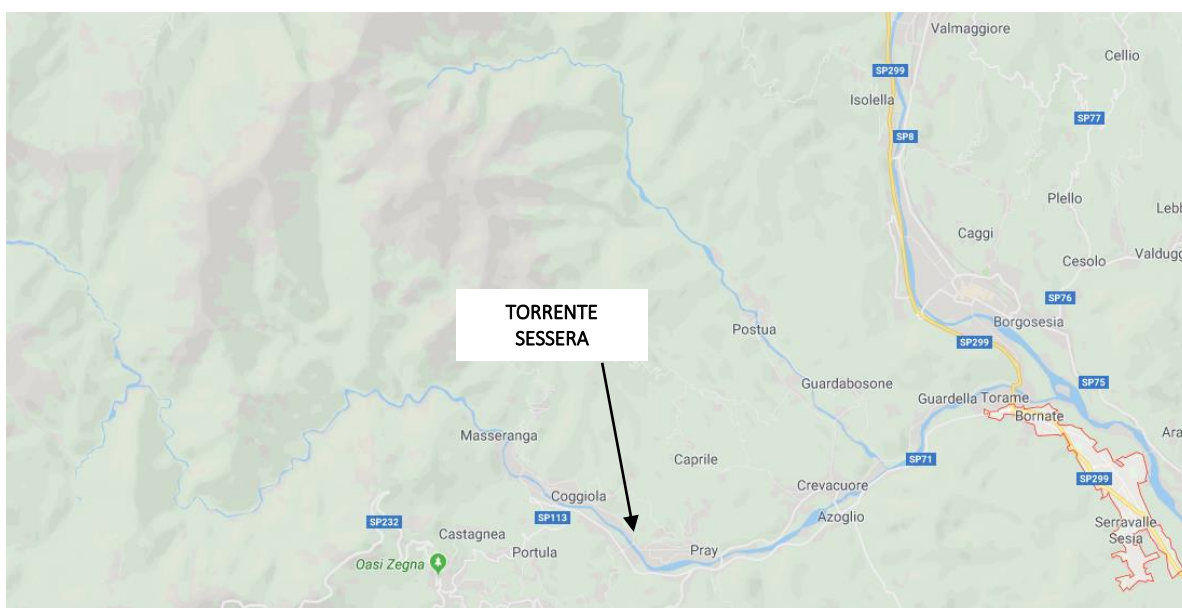 Valmaggiore
Cellio
SP299
Isolella
SP77
SP8
Plello
Lebb
Caggi
Cesolo
Valdugg
TORRENTE
SESSERA
SP76
Postua
Borgosesia
SP299
Guardabosone
SP75
Guardella
Torame
Bornate
Ara
Masseranga
Caprile
SP71
SP299
Coggiola
Crevacuore
SP113
Azoglio
SP232
Serravalle
Sesia
Castagnea
Portula
Pray
Oasi Zegna